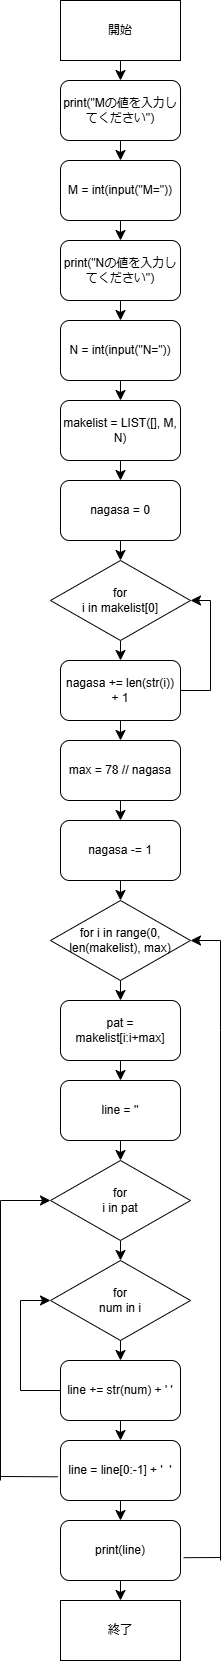 開始
print("Mの値を入力し
てください")
M = int(input("M="))
print("Nの値を入力し
てください")
N = int(input("N="))
makelist = LIST([], M,
N)
nagasa = 0
for
i in makelist[0]
nagasa += len(str(i))
+ 1
max = 78 // nagasa
nagasa -= 1
for i in range(0,
len(makelist), max)
pat =
makelist[i:i+max]
line = ''
for
i in pat
for
num in i
line += str(num) + ' '
line = line[0:-1] + '  '
print(line)
終了